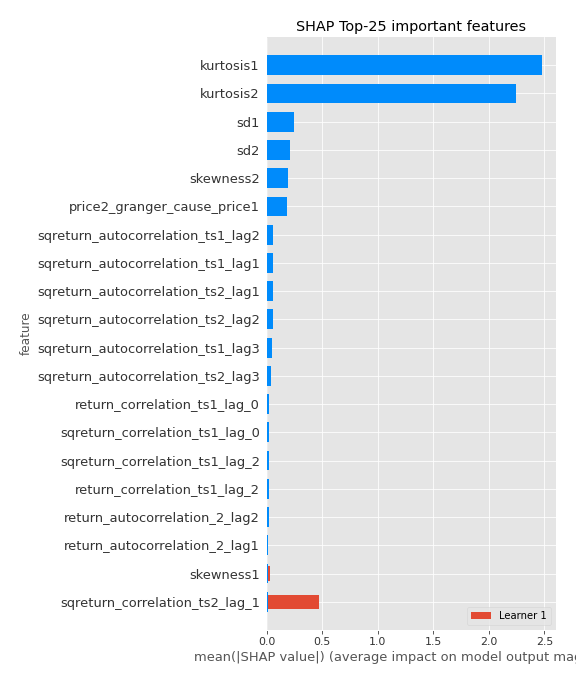 SHAP Top-25 important features
kurtosis1
kurtosis2
sd1
sd2
skewness2
price2_granger_cause_price1
sqreturn_autocorrelation_ts1_lag2
sqreturn_autocorrelation_ts1_lag1
sqreturn_autocorrelation_ts2_lag1
sqreturn_autocorrelation_ts2_lag2
sqreturn_autocorrelation_ts1_lag3
sqreturn_autocorrelation_ts2_lag3
return_correlation_ts1_lag_0
sqreturn_correlation_ts1_lag_0
sqreturn_correlation_ts1_lag_2
return_correlation_ts1_lag_2
return_autocorrelation_2_lag2
return_autocorrelation_2_lag1
skewness1
sqreturn_correlation_ts2_lag_1
feature
Learner 1
0.0 0.5 1.0 1.5 2.0 2.5
mean(|SHAP value|) (average impact on model output mag